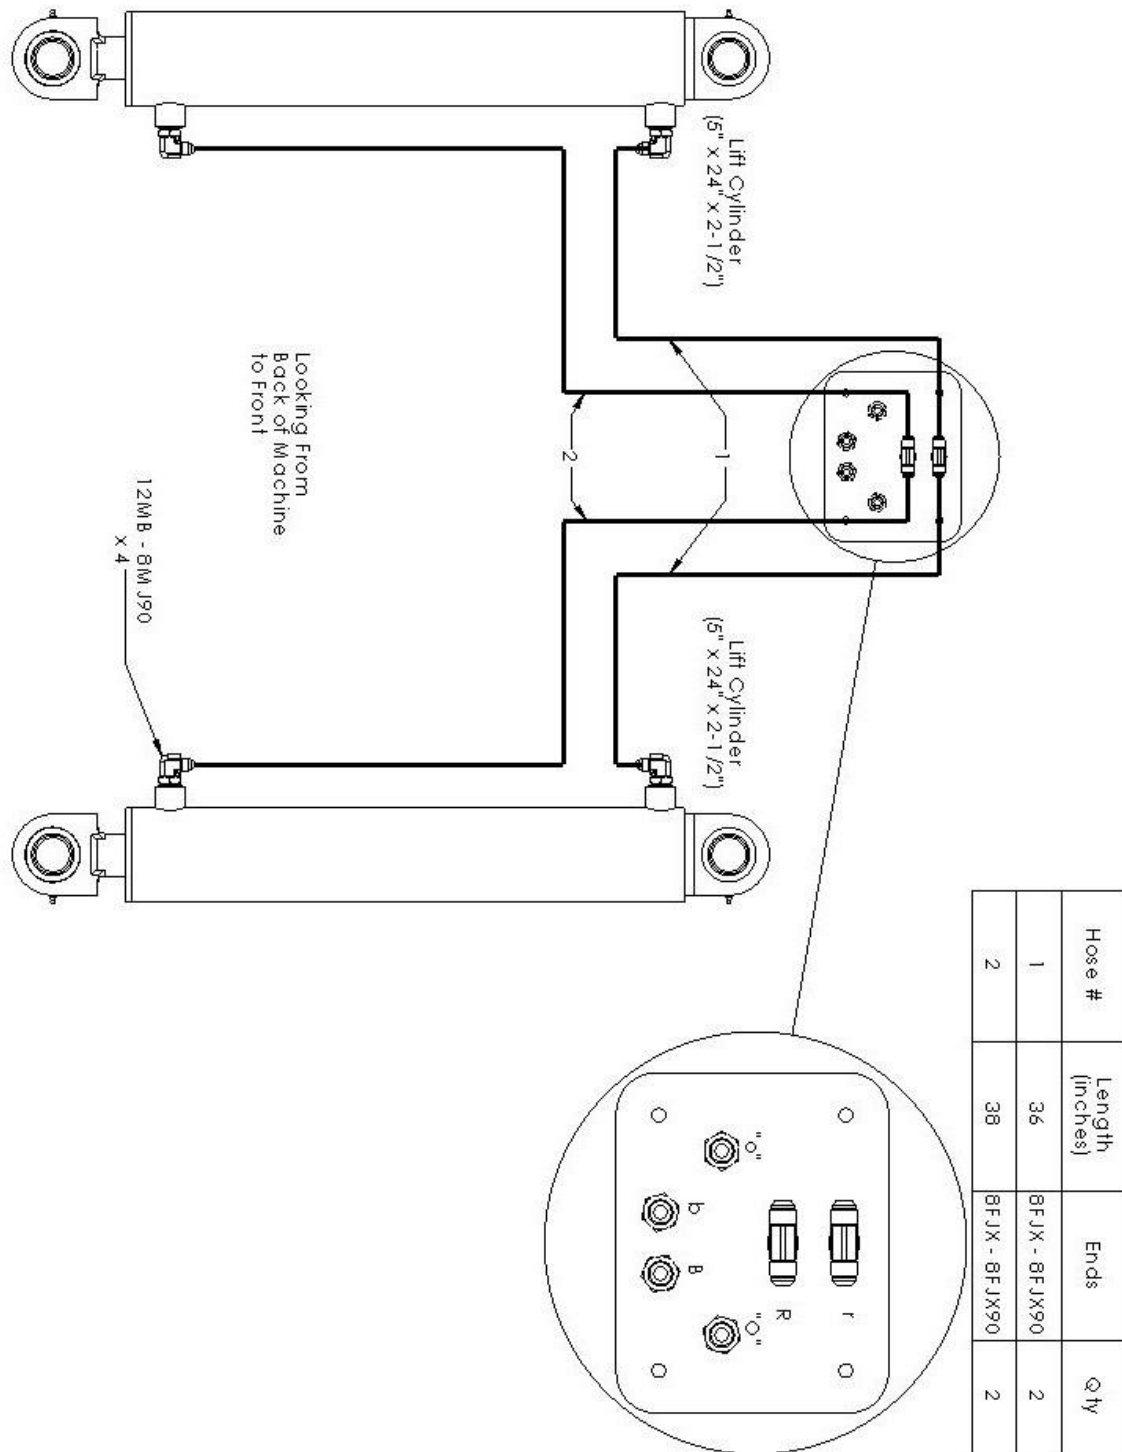 Hose #
Length
(inches)
Ends
Qty
1
36
8FJX - 8FJX90
2
2
38
8FJX - 8FJX90
2
Lift Cylinder
(5" x 24" x 2-1/2")
Lift Cylinder
(5" x 24" x 2-1/2")
1
2
Looking From
Back of Machine
to Front
12MB - 8MJ90
x 4
r
R
"o"
"o"
b
B